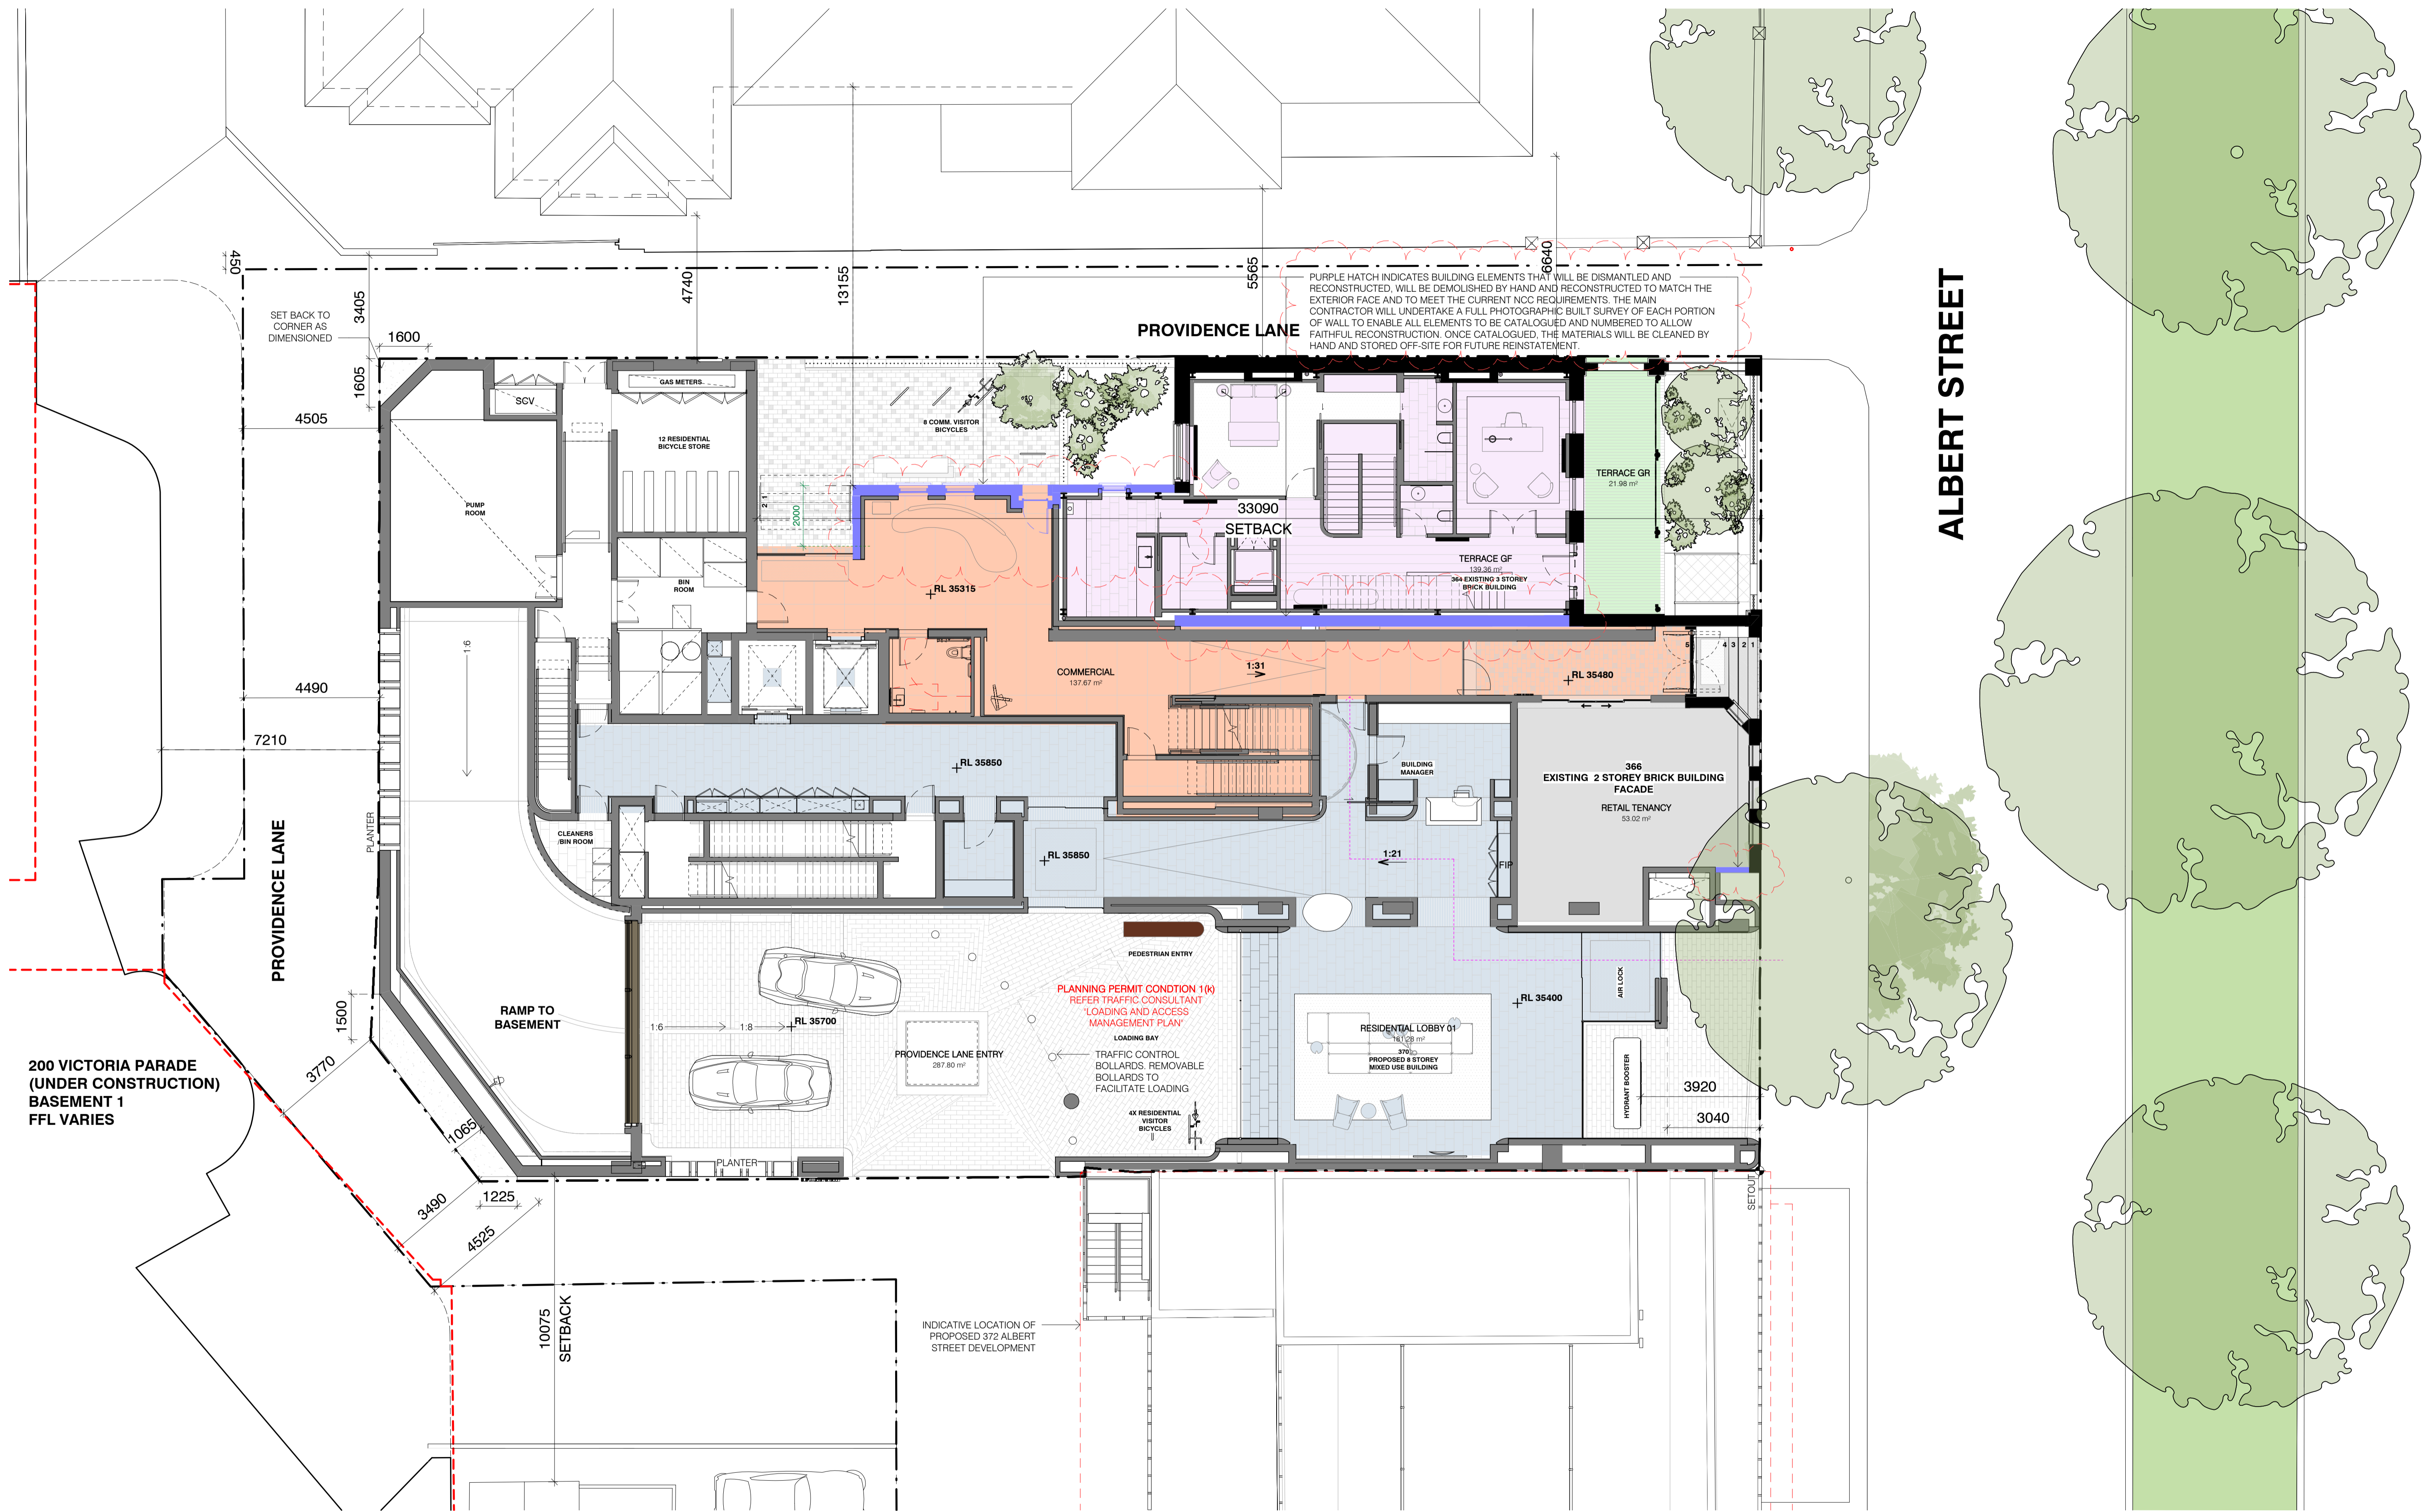 450
3405
4740
13155
5565
6640
SET BACK TO
CORNER AS
DIMENSIONED
1600
1605
PURPLE HATCH INDICATES BUILDING ELEMENTS THAT WILL BE DISMANTLED AND
RECONSTRUCTED, WILL BE DEMOLISHED BY HAND AND RECONSTRUCTED TO MATCH THE
EXTERIOR FACE AND TO MEET THE CURRENT NCC REQUIREMENTS. THE MAIN
CONTRACTOR WILL UNDERTAKE A FULL PHOTOGRAPHIC BUILT SURVEY OF EACH PORTION
OF WALL TO ENABLE ALL ELEMENTS TO BE CATALOGUED AND NUMBERED TO ALLOW
FAITHFUL RECONSTRUCTION. ONCE CATALOGUED, THE MATERIALS WILL BE CLEANED BY
HAND AND STORED OFF-SITE FOR FUTURE REINSTATEMENT.
PROVIDENCE LANE
ALBERT STREET
GAS METERS
SCV
4505
12 RESIDENTIAL
BICYCLE STORE
8 COMM. VISITOR
BICYCLES
PUMP
ROOM
2 1
2000
33090
SETBACK
TERRACE GR
21.98 m²
TERRACE GF
139.36 m²
364 EXISTING 3 STOREY
BRICK BUILDING
BIN
ROOM
RL 35315
1:6
COMMERCIAL
137.67 m²
1:31
RL 35480
5
4 3 2 1
4490
7210
RL 35850
BUILDING
MANAGER
366
EXISTING 2 STOREY BRICK BUILDING
FACADE
RETAIL TENANCY
53.02 m²
PLANTER
PROVIDENCE LANE
CLEANERS
/BIN ROOM
RL 35850
1:21
FIP
PEDESTRIAN ENTRY
PLANNING PERMIT CONDTION 1(k)
REFER TRAFFIC CONSULTANT
"LOADING AND ACCESS
MANAGEMENT PLAN"
LOADING BAY
TRAFFIC CONTROL
BOLLARDS. REMOVABLE
BOLLARDS TO
FACILITATE LOADING
4X RESIDENTIAL
VISITOR
BICYCLES
RAMP TO
BASEMENT
1:6
1:8
RL 35700
PROVIDENCE LANE ENTRY
287.80 m²
RL 35400
AIR LOCK
RESIDENTIAL LOBBY 01
181.28 m²
370
PROPOSED 8 STOREY
MIXED USE BUILDING
HYDRANT BOOSTER
3920
3040
1500
3770
1065
200 VICTORIA PARADE
(UNDER CONSTRUCTION)
BASEMENT 1
FFL VARIES
PLANTER
3490
1225
4525
SETOUT
10075
SETBACK
INDICATIVE LOCATION OF
PROPOSED 372 ALBERT
STREET DEVELOPMENT